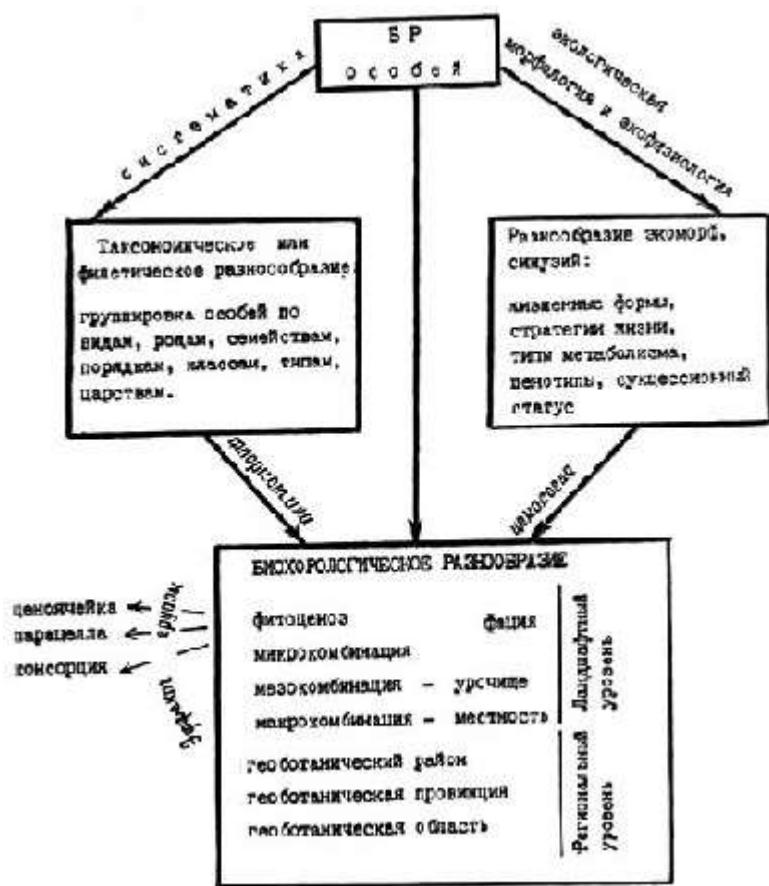 БР
особей
систематика
экологическая
морфология и экофизиология
Таксономическое или
филетическое разнообразие:
группировка особей по
видам, родам, семействам,
порядкам, классам, типам,
царствам.
Разнообразие экоморф,
синузий:
жизненные формы,
стратегии жизни,
типы метаболизма,
ценотипы, сукцессионный
статус
ценогенез
БИОХОРОЛОГИЧЕСКОЕ РАЗНООБРАЗИЕ
ценоячейка
парцелла
консорция
ярусы,
фитоценоз фация
микрокомбинация
мезокомбинация – урочище
макрокомбинация – местность
Ландшафтный
уровень
геоботанический район
геоботаническая провинция
геоботаническая область
Региональный
уровень